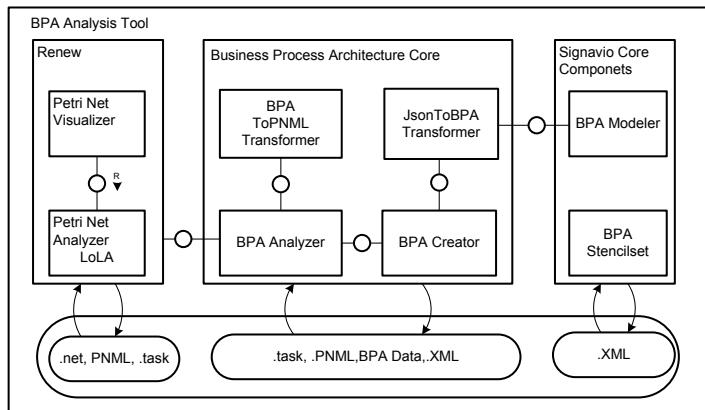 BPA Analysis Tool
Renew
Petri Net
Visualizer
R
Petri Net
Analyzer
LoLA
Business Process Architecture Core
BPA
ToPNML
Transformer
JsonToBPA
Transformer
BPA Analyzer
BPA Creator
Signavio Core
Componets
BPA Modeler
BPA
Stencilset
.net, PNML, .task
.task, .PNML,BPA Data,.XML
.XML